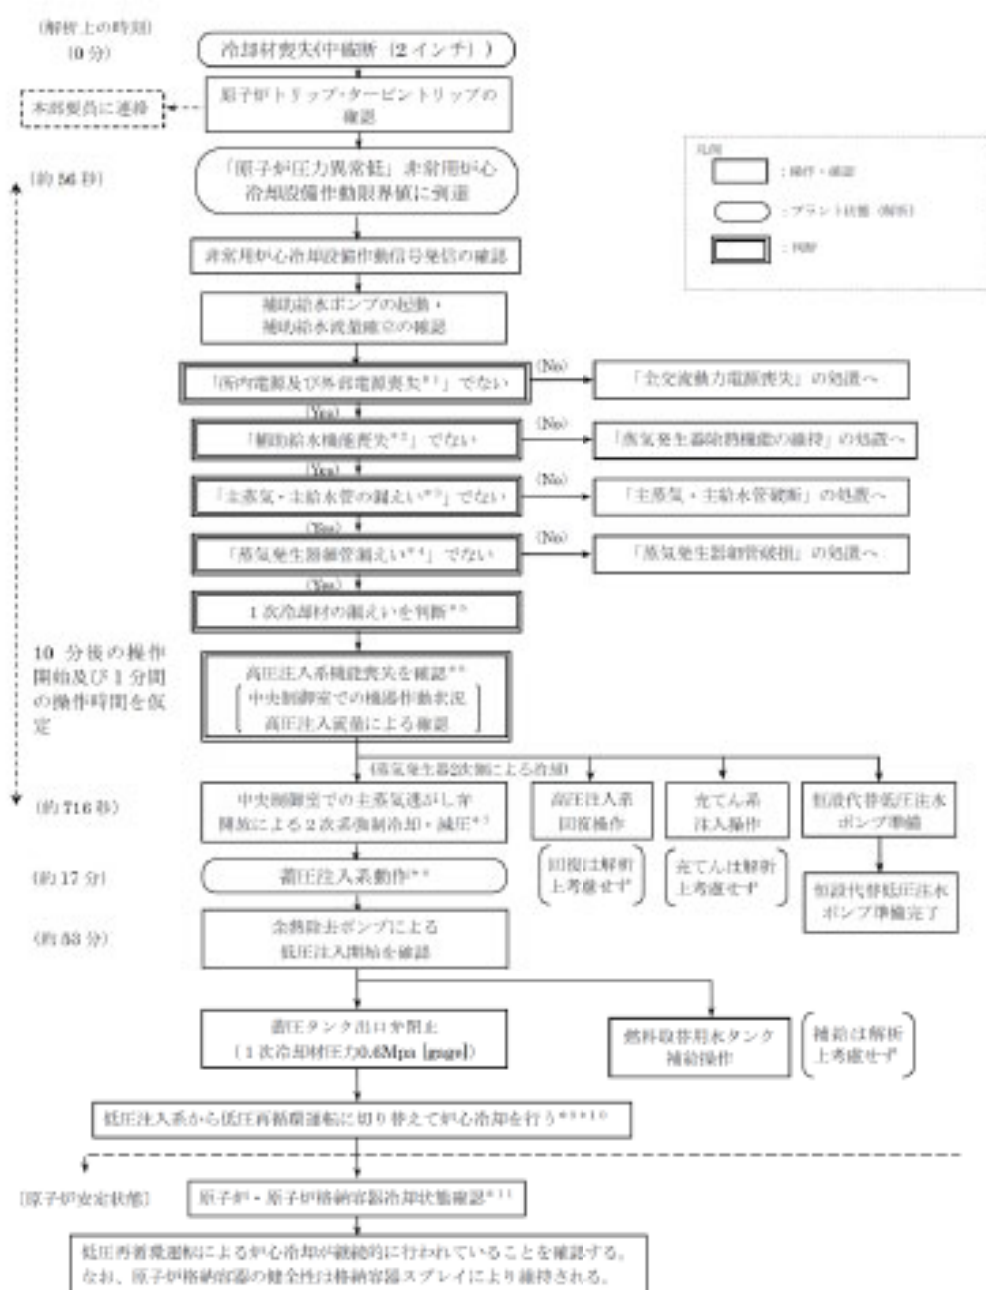 (解析上の時刻)
(0 分)
冷却材喪失(中破断 (2 インチ) )
原子炉トリップ・タービントリップの
確認
本部要員に連絡
(約 56 秒)
「原子炉圧力異常低」非常用炉心
冷却設備作動限界値に到達
凡例
:操作・確認
:プラント状態 (解析)
:判断
非常用炉心冷却設備作動信号発信の確認
補助給水ポンプの起動・
補助給水流量確立の確認
「所内電源及び外部電源喪失*1」でない
(No)
「全交流動力電源喪失」の処置へ
(Yes)
「補助給水機能喪失*2」でない
(No)
「蒸気発生器除熱機能の維持」の処置へ
(Yes)
「主蒸気・主給水管の漏えい*3」でない
(No)
「主蒸気・主給水管破断」の処置へ
(Yes)
「蒸気発生器細管漏えい*4」でない
(No)
「蒸気発生器細管破損」の処置へ
(Yes)
1 次冷却材の漏えいを判断*5
10 分後の操作
開始及び 1 分間
の操作時間を仮
定
高圧注入系機能喪失を確認*6
中央制御室での機器作動状況
高圧注入流量による確認
(蒸気発生器2次側による冷却)
(約 716 秒)
中央制御室での主蒸気逃がし弁
開放による 2 次系強制冷却・減圧*7
高圧注入系
回復操作
充てん系
注入操作
恒設代替低圧注水
ポンプ準備
回復は解析
上考慮せず
充てんは解析
上考慮せず
恒設代替低圧注水
ポンプ準備完了
(約 17 分)
蓄圧注入系動作*8
(約 53 分)
余熱除去ポンプによる
低圧注入開始を確認
蓄圧タンク出口弁閉止
(1 次冷却材圧力0.6Mpa [gage])
燃料取替用水タンク
補給操作
補給は解析
上考慮せず
低圧注入系から低圧再循環運転に切り替えて炉心冷却を行う*9*10
[原子炉安定状態]
原子炉・原子炉格納容器冷却状態確認*11
低圧再循環運転による炉心冷却が継続的に行われていることを確認する。
なお、原子炉格納容器の健全性は格納容器スプレイにより維持される。